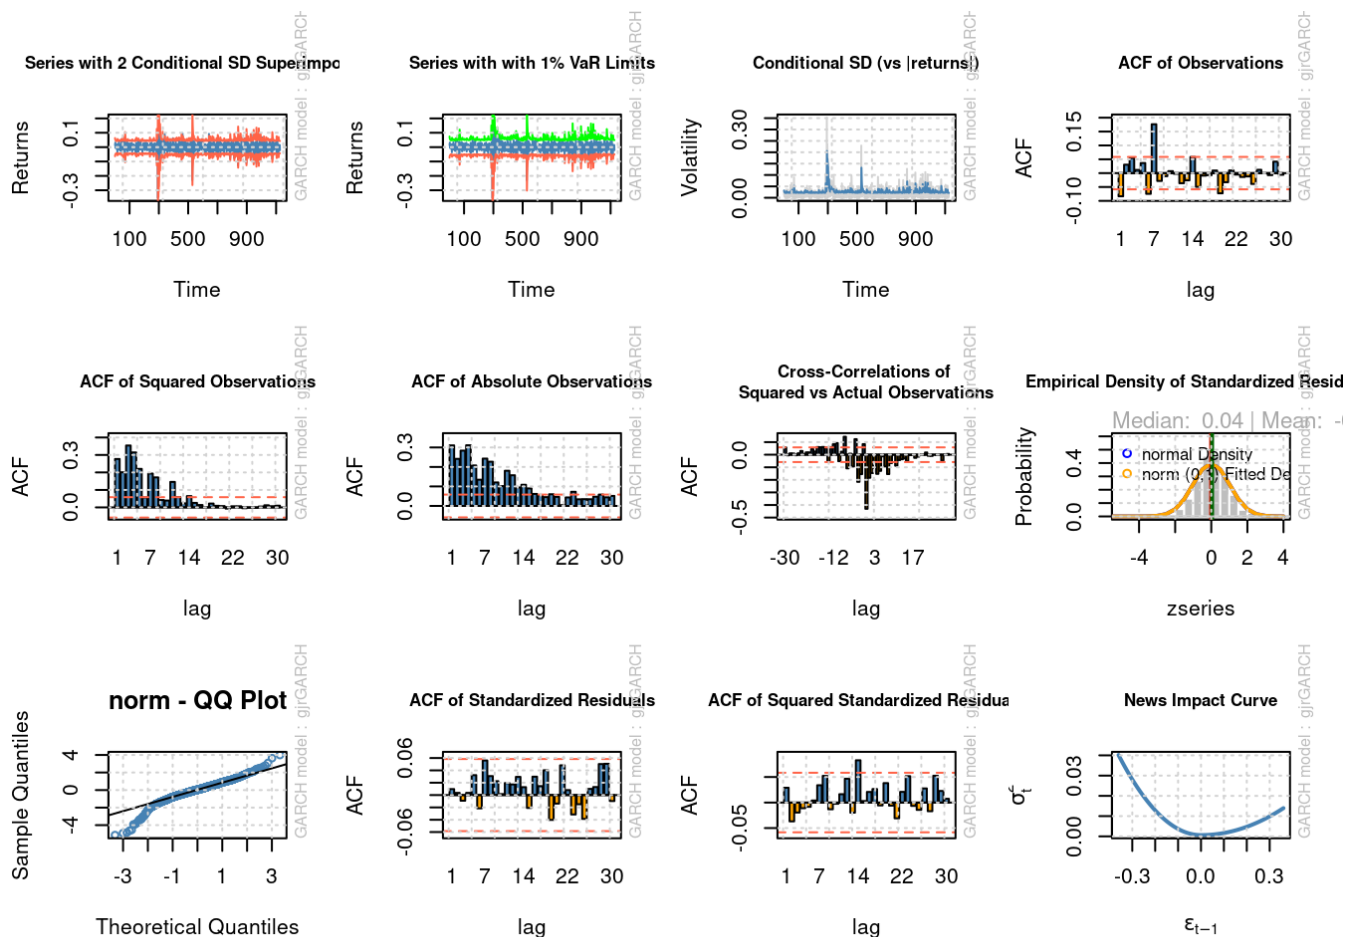 Series with 2 Conditional SD Superimpo
Returns
0.1
-0.3
100 500 900
Time
GARCH model : gjrGARCH
Series with with 1% VaR Limits
Returns
0.1
-0.3
100 500 900
Time
GARCH model : gjrGARCH
Conditional SD (vs |returns|)
Volatility
0.30
0.00
100 500 900
Time
GARCH model : gjrGARCH
ACF of Observations
ACF
0.15
-0.10
1 7 14 22 30
lag
GARCH model : gjrGARCH
ACF of Squared Observations
ACF
0.3
0.0
1 7 14 22 30
lag
GARCH model : gjrGARCH
ACF of Absolute Observations
ACF
0.3
0.0
1 7 14 22 30
lag
GARCH model : gjrGARCH
Cross-Correlations of
Squared vs Actual Observations
ACF
0.0
-0.5
-30 -12 3 17
lag
GARCH model : gjrGARCH
Empirical Density of Standardized Resid
Median: 0.04 | Mean: -
Probability
0.4
0.0
normal Density
norm (0,1) Fitted De
-4 0 2 4
zseries
GARCH model : gjrGARCH
norm - QQ Plot
Sample Quantiles
4
0
-4
-3 -1 1 3
Theoretical Quantiles
GARCH model : gjrGARCH
ACF of Standardized Residuals
ACF
0.06
-0.06
1 7 14 22 30
lag
GARCH model : gjrGARCH
ACF of Squared Standardized Residua
ACF
-0.05
1 7 14 22 30
lag
GARCH model : gjrGARCH
News Impact Curve
0.03
0.00
-0.3 0.0 0.3
εt−1
GARCH model : gjrGARCH